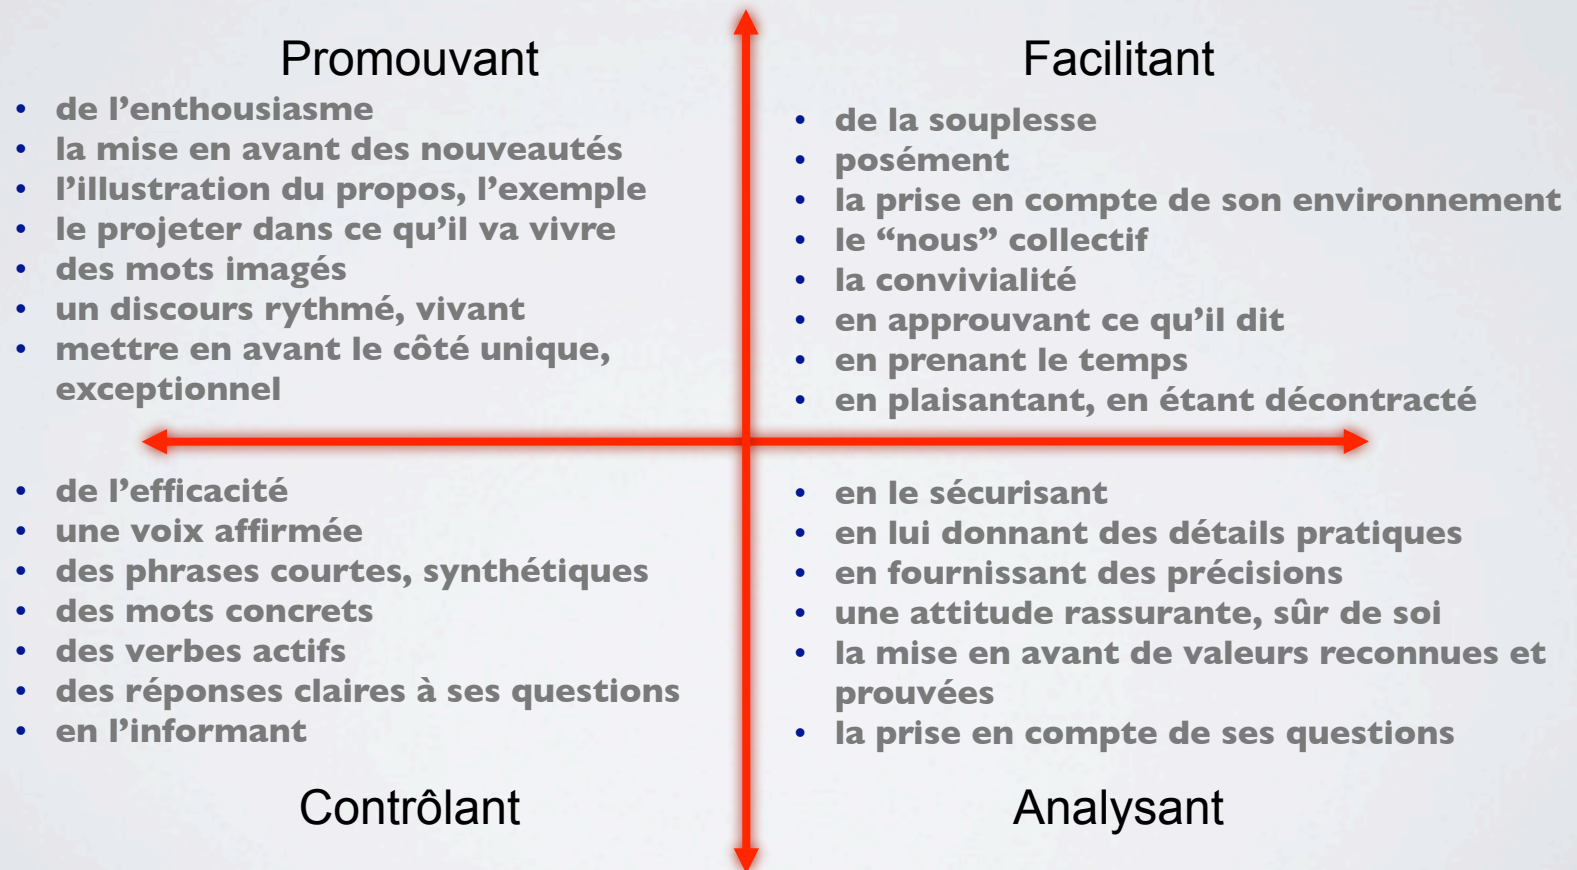 Promouvant
• de l’enthousiasme
• la mise en avant des nouveautés
• l’illustration du propos, l’exemple
• le projeter dans ce qu’il va vivre
• des mots imagés
• un discours rythmé, vivant
• mettre en avant le côté unique,
exceptionnel
Facilitant
• de la souplesse
• posément
• la prise en compte de son environnement
• le “nous” collectif
• la convivialité
• en approuvant ce qu’il dit
• en prenant le temps
• en plaisantant, en étant décontracté
• de l’efficacité
• une voix affirmée
• des phrases courtes, synthétiques
• des mots concrets
• des verbes actifs
• des réponses claires à ses questions
• en l’informant
Contrôlant
• en le sécurisant
• en lui donnant des détails pratiques
• en fournissant des précisions
• une attitude rassurante, sûr de soi
• la mise en avant de valeurs reconnues et
prouvées
• la prise en compte de ses questions
Analysant